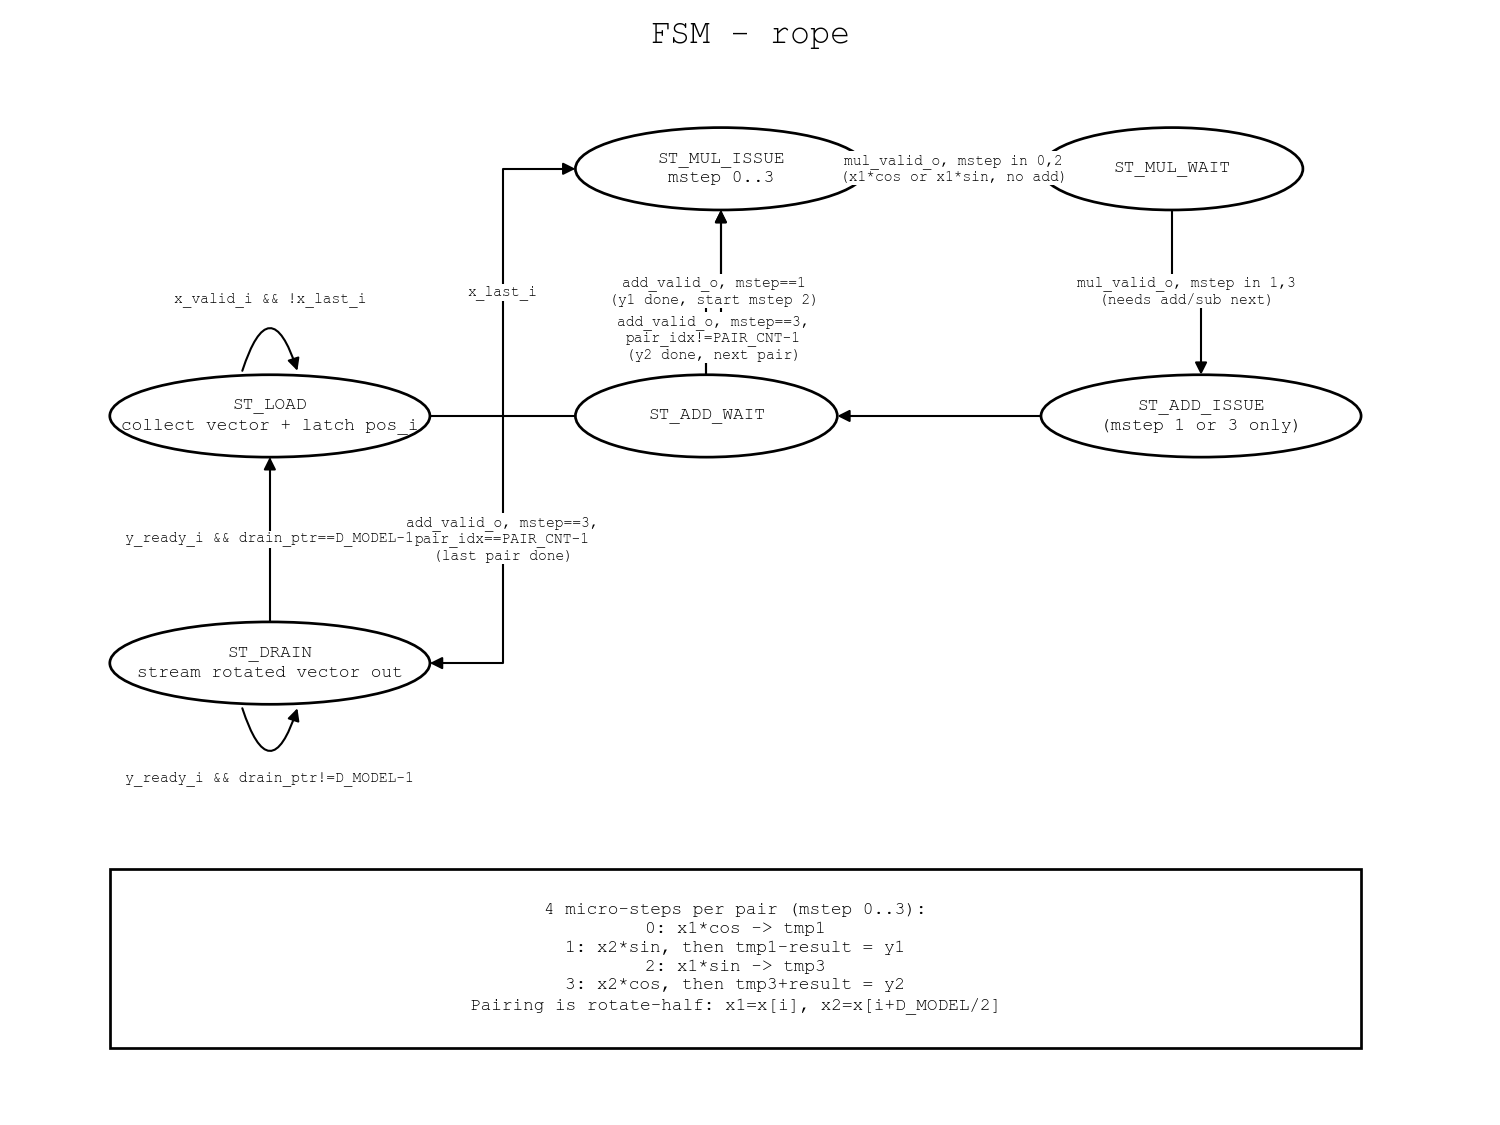 FSM - rope
ST_MUL_ISSUE
mstep 0..3
mul_valid_o, mstep in 0,2
(x1*cos or x1*sin, no add)
ST_MUL_WAIT
x_valid_i && !x_last_i
x_last_i
add_valid_o, mstep==1
(y1 done, start mstep 2)
add_valid_o, mstep==3,
pair_idx!=PAIR_CNT-1
(y2 done, next pair)
mul_valid_o, mstep in 1,3
(needs add/sub next)
ST_LOAD
collect vector + latch pos_i
ST_ADD_WAIT
ST_ADD_ISSUE
(mstep 1 or 3 only)
y_ready_i && drain_ptr==D_MODEL-1
add_valid_o, mstep==3,
pair_idx==PAIR_CNT-1
(last pair done)
ST_DRAIN
stream rotated vector out
y_ready_i && drain_ptr!=D_MODEL-1
4 micro-steps per pair (mstep 0..3):
0: x1*cos -> tmp1
1: x2*sin, then tmp1-result = y1
2: x1*sin -> tmp3
3: x2*cos, then tmp3+result = y2
Pairing is rotate-half: x1=x[i], x2=x[i+D_MODEL/2]